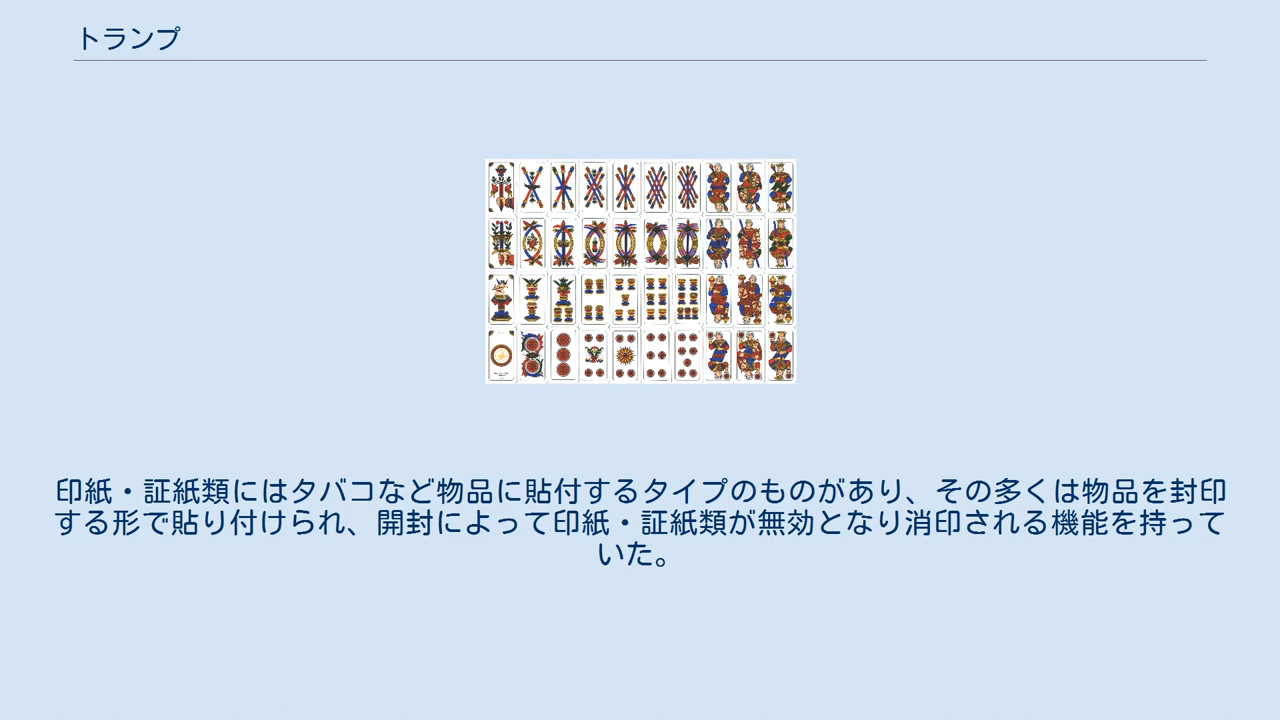 トランプ
印紙・証紙類にはタバコなど物品に貼付するタイプのものがあり、その多くは物品を封印
する形で貼り付けられ、開封によって印紙・証紙類が無効となり消印される機能を持って
いた。